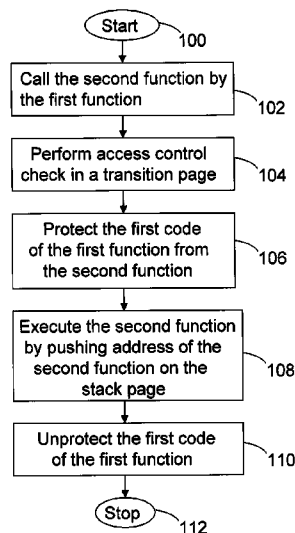 Start
100
Call the second function by
the first function
102
Perform access control
check in a transition page
104
Protect the first code
of the first function from
the second function
106
Execute the second function
by pushing address of the
second function on the
stack page
108
Unprotect the first code
of the first function
110
Stop
112